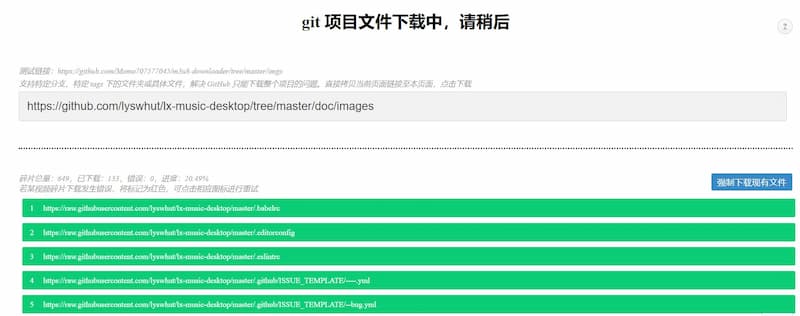 git 项目文件下载中，请稍后
测试链接：https://github.com/Momo707577045/m3u8-downloader/tree/master/imgs
支持特定分支，特定 tags 下的文件夹或具体文件，解决 GitHub 只能下载整个项目的问题。直接拷贝当前页面链接至本页面，点击下载
https://github.com/lyswhut/lx-music-desktop/tree/master/doc/images
碎片总量：649，已下载：133，错误：0，进度：20.49%
若某视频碎片下载发生错误，将标记为红色，可点击相应图标进行重试
强制下载现有文件
1 https://raw.githubusercontent.com/lyswhut/lx-music-desktop/master/.babelrc
2 https://raw.githubusercontent.com/lyswhut/lx-music-desktop/master/.editorconfig
3 https://raw.githubusercontent.com/lyswhut/lx-music-desktop/master/.eslintrc
4 https://raw.githubusercontent.com/lyswhut/lx-music-desktop/master/.github/ISSUE_TEMPLATE/----.yml
5 https://raw.githubusercontent.com/lyswhut/lx-music-desktop/master/.github/ISSUE_TEMPLATE/--bug.yml